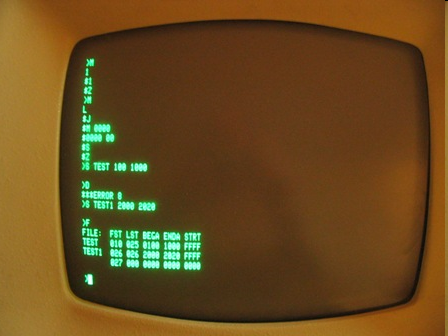 >M
I
#1
#2
>M
L
#J
#M 0000
#0000 00
#S
#Z
>S TEST 100 1000
>D
***ERROR 9
>S TEST1 2000 2020
>F
FILE: FST LST BEGA ENDA STRT
TEST 010 025 0100 1000 FFFF
TEST1 026 026 2000 2020 FFFF
027 000 0000 0000 0000
>